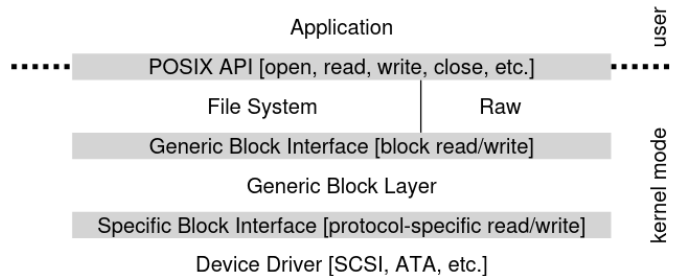 Application
user
POSIX API [open, read, write, close, etc.]
File System
Raw
Generic Block Interface [block read/write]
Generic Block Layer
kernel mode
Specific Block Interface [protocol-specific read/write]
Device Driver [SCSI, ATA, etc.]